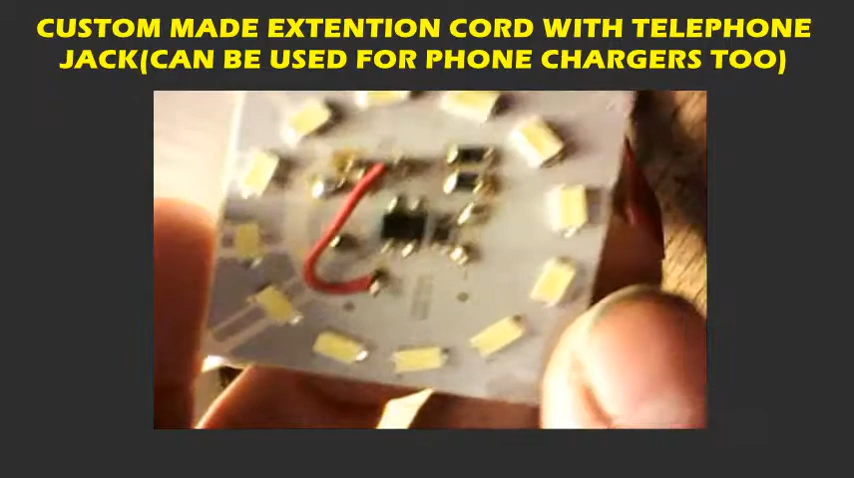 CUSTOM MADE EXTENTION CORD WITH TELEPHONE
JACK(CAN BE USED FOR PHONE CHARGERS TOO)